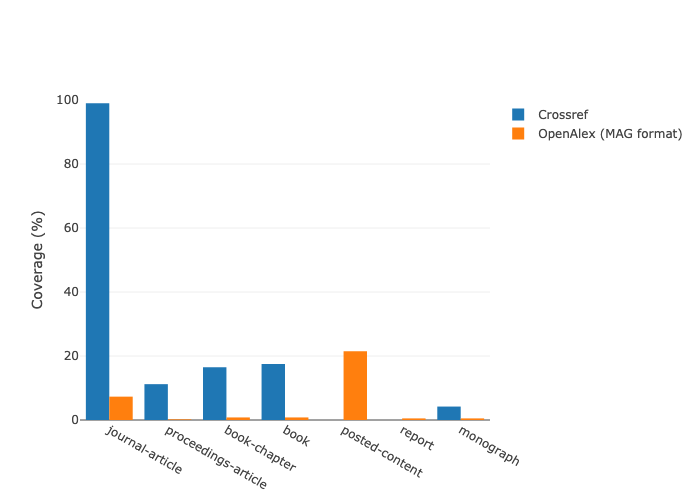 100
80
60
40
20
0
Coverage (%)
journal-article
proceedings-article
book-chapter
book
posted-content
report
monograph
Crossref
OpenAlex (MAG format)